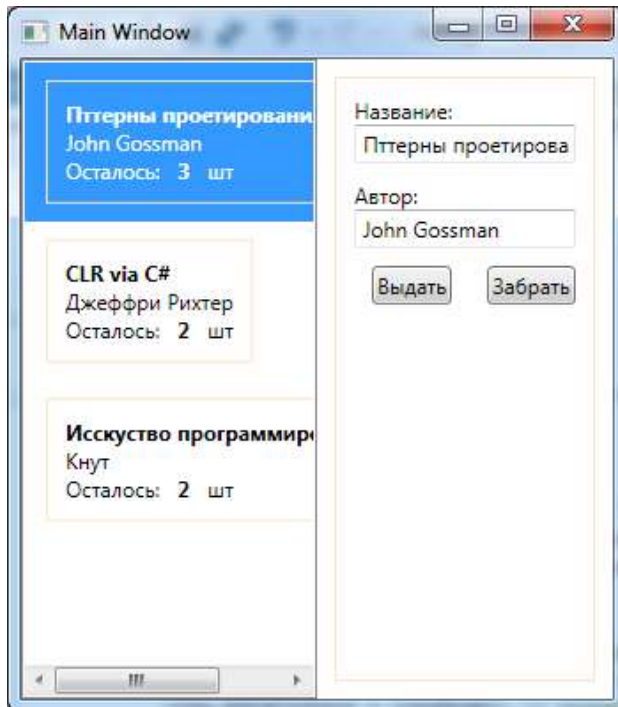 Main Window
Пттерны проетировани
John Gossman
Осталось: 3 шт
CLR via C#
Джеффри Рихтер
Осталось: 2 шт
Исскуство программир
Кнут
Осталось: 2 шт
Название:
Пттерны проетирова
Автор:
John Gossman
Выдать Забрать